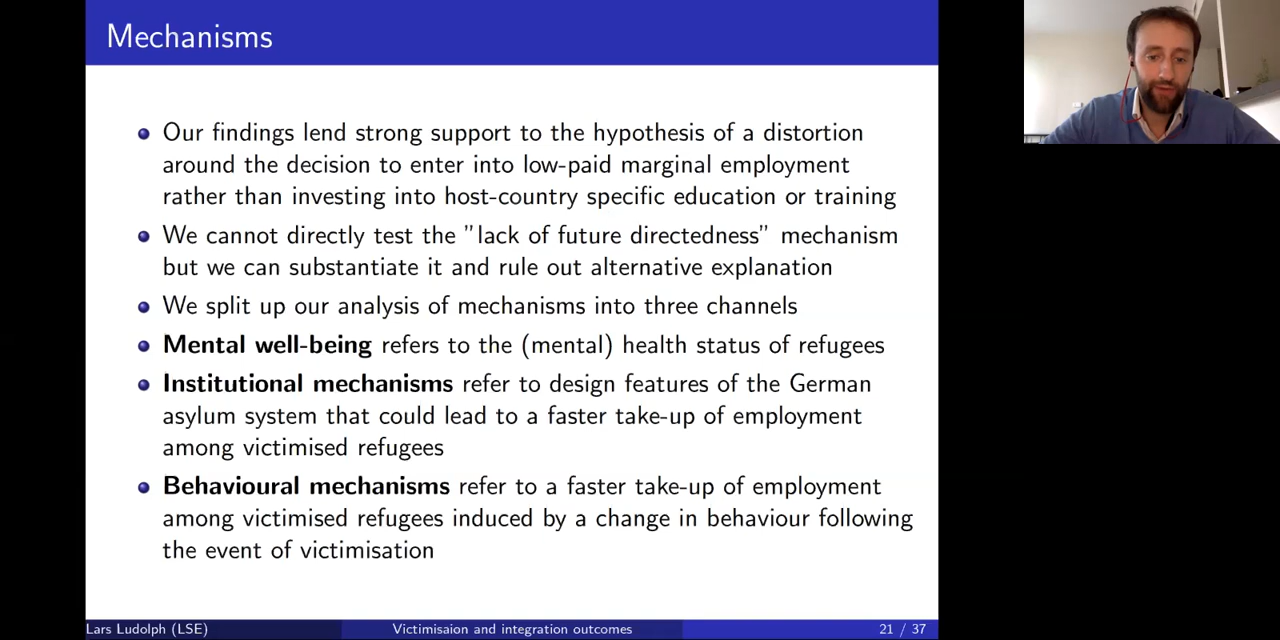 Mechanisms
Our findings lend strong support to the hypothesis of a distortion
around the decision to enter into low-paid marginal employment
rather than investing into host-country specific education or training
We cannot directly test the "lack of future directedness" mechanism
but we can substantiate it and rule out alternative explanation
We split up our analysis of mechanisms into three channels
Mental well-being refers to the (mental) health status of refugees
Institutional mechanisms refer to design features of the German
asylum system that could lead to a faster take-up of employment
among victimised refugees
Behavioural mechanisms refer to a faster take-up of employment
among victimised refugees induced by a change in behaviour following
the event of victimisation
Lars Ludolph (LSE) Victimisaion and integration outcomes 21 / 37